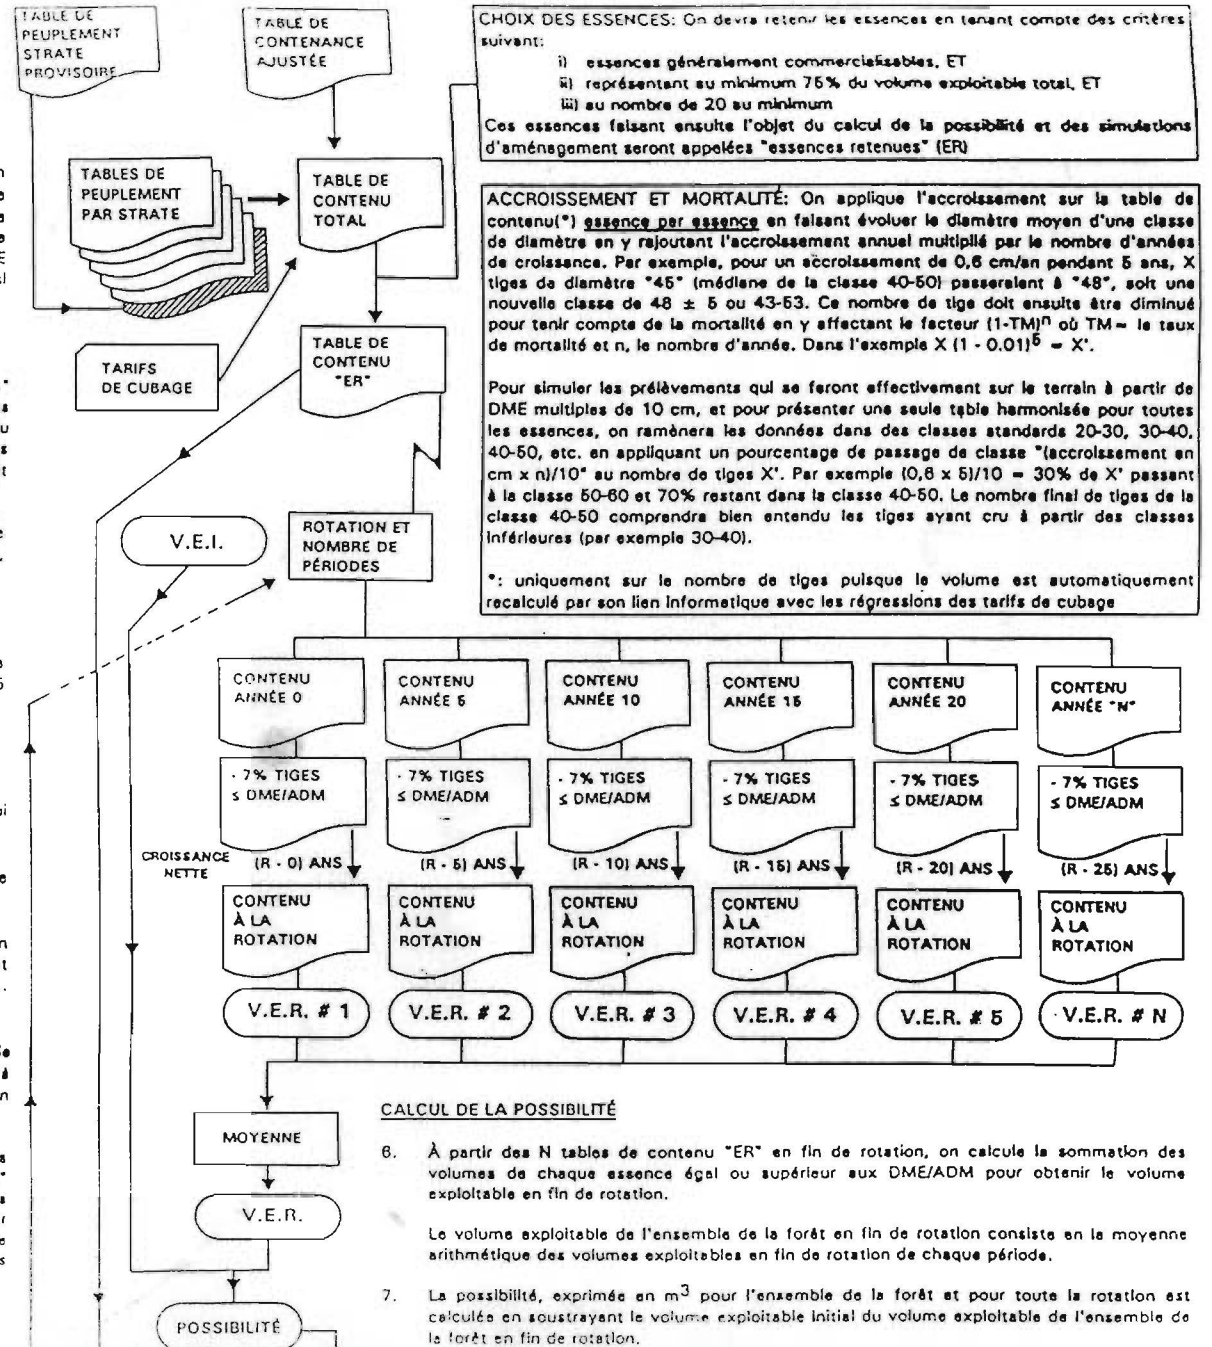 TABLE DE
PEUPLEMENT
STRATE
PROVISOIRE
TABLE DE
CONTENANCE
AJUSTÉE
CHOIX DES ESSENCES: On devra retenir les essences en tenant compte des critères
suivant:
i) essences généralement commercialisables, ET
ii) représentant au minimum 75% du volume exploitable total, ET
iii) au nombre de 20 au minimum
Ces essences faisant ensuite l'objet du calcul de la possibilité et des simulations
d'aménagement seront appelées "essences retenues" (ER)
TABLES DE
PEUPLEMENT
PAR STRATE
TABLE DE
CONTENU
TOTAL
ACCROISSEMENT ET MORTALITÉ: On applique l'accroissement sur la table de
contenu(*) essence par essence en faisant évoluer le diamètre moyen d'une classe
de diamètre en y rajoutant l'accroissement annuel multiplié par le nombre d'années
de croissance. Par exemple, pour un accroissement de 0,6 cm/an pendant 5 ans, X
tiges de diamètre "45" (médiane de la classe 40-50) passeraient à "48", soit une
nouvelle classe de 48 ± 5 ou 43-53. Ce nombre de tige doit ensuite être diminué
pour tenir compte de la mortalité en y affectant le facteur (1-TM)ⁿ où TM= le taux
de mortalité et n, le nombre d'année. Dans l'exemple X (1 - 0.01)⁵ = X'.
Pour simuler les prélèvements qui se feront effectivement sur le terrain à partir de
DME multiples de 10 cm, et pour présenter une seule table harmonisée pour toutes
les essences, on ramènera les données dans des classes standards 20-30, 30-40,
40-50, etc. en appliquant un pourcentage de passage de classe "(accroissement en
cm x n)/10" au nombre de tiges X'. Par exemple (0,6 x 5)/10 = 30% de X' passant
à la classe 50-60 et 70% restant dans la classe 40-50. Le nombre final de tiges de la
classe 40-50 comprendra bien entendu les tiges ayant cru à partir des classes
inférieures (par exemple 30-40).
*: uniquement sur le nombre de tiges puisque le volume est automatiquement
recalculé par son lien informatique avec les régressions des tarifs de cubage
TARIFS
DE CUBAGE
TABLE DE
CONTENU
"ER"
V.E.I.
ROTATION ET
NOMBRE DE
PÉRIODES
CONTENU
ANNÉE 0
CONTENU
ANNÉE 5
CONTENU
ANNÉE 10
CONTENU
ANNÉE 15
CONTENU
ANNÉE 20
CONTENU
ANNÉE "N"
- 7% TIGES
≤ DME/ADM
- 7% TIGES
≤ DME/ADM
- 7% TIGES
≤ DME/ADM
- 7% TIGES
≤ DME/ADM
- 7% TIGES
≤ DME/ADM
- 7% TIGES
≤ DME/ADM
CROISSANCE
NETTE
(R - 0) ANS
(R - 5) ANS
(R - 10) ANS
(R - 15) ANS
(R - 20) ANS
(R - 25) ANS
CONTENU
À LA
ROTATION
CONTENU
À LA
ROTATION
CONTENU
À LA
ROTATION
CONTENU
À LA
ROTATION
CONTENU
À LA
ROTATION
CONTENU
À LA
ROTATION
V.E.R. # 1
V.E.R. # 2
V.E.R. # 3
V.E.R. # 4
V.E.R. # 5
V.E.R. # N
MOYENNE
V.E.R.
POSSIBILITÉ
CALCUL DE LA POSSIBILITÉ
6. À partir des N tables de contenu "ER" en fin de rotation, on calcule la sommation des
volumes de chaque essence égal ou supérieur aux DME/ADM pour obtenir le volume
exploitable en fin de rotation.
Le volume exploitable de l'ensemble de la forêt en fin de rotation consiste en la moyenne
arithmétique des volumes exploitables en fin de rotation de chaque période.
7. La possibilité, exprimée en m³ pour l'ensemble de la forêt et pour toute la rotation est
calculée en soustrayant le volume exploitable initial du volume exploitable de l'ensemble de
la forêt en fin de rotation.